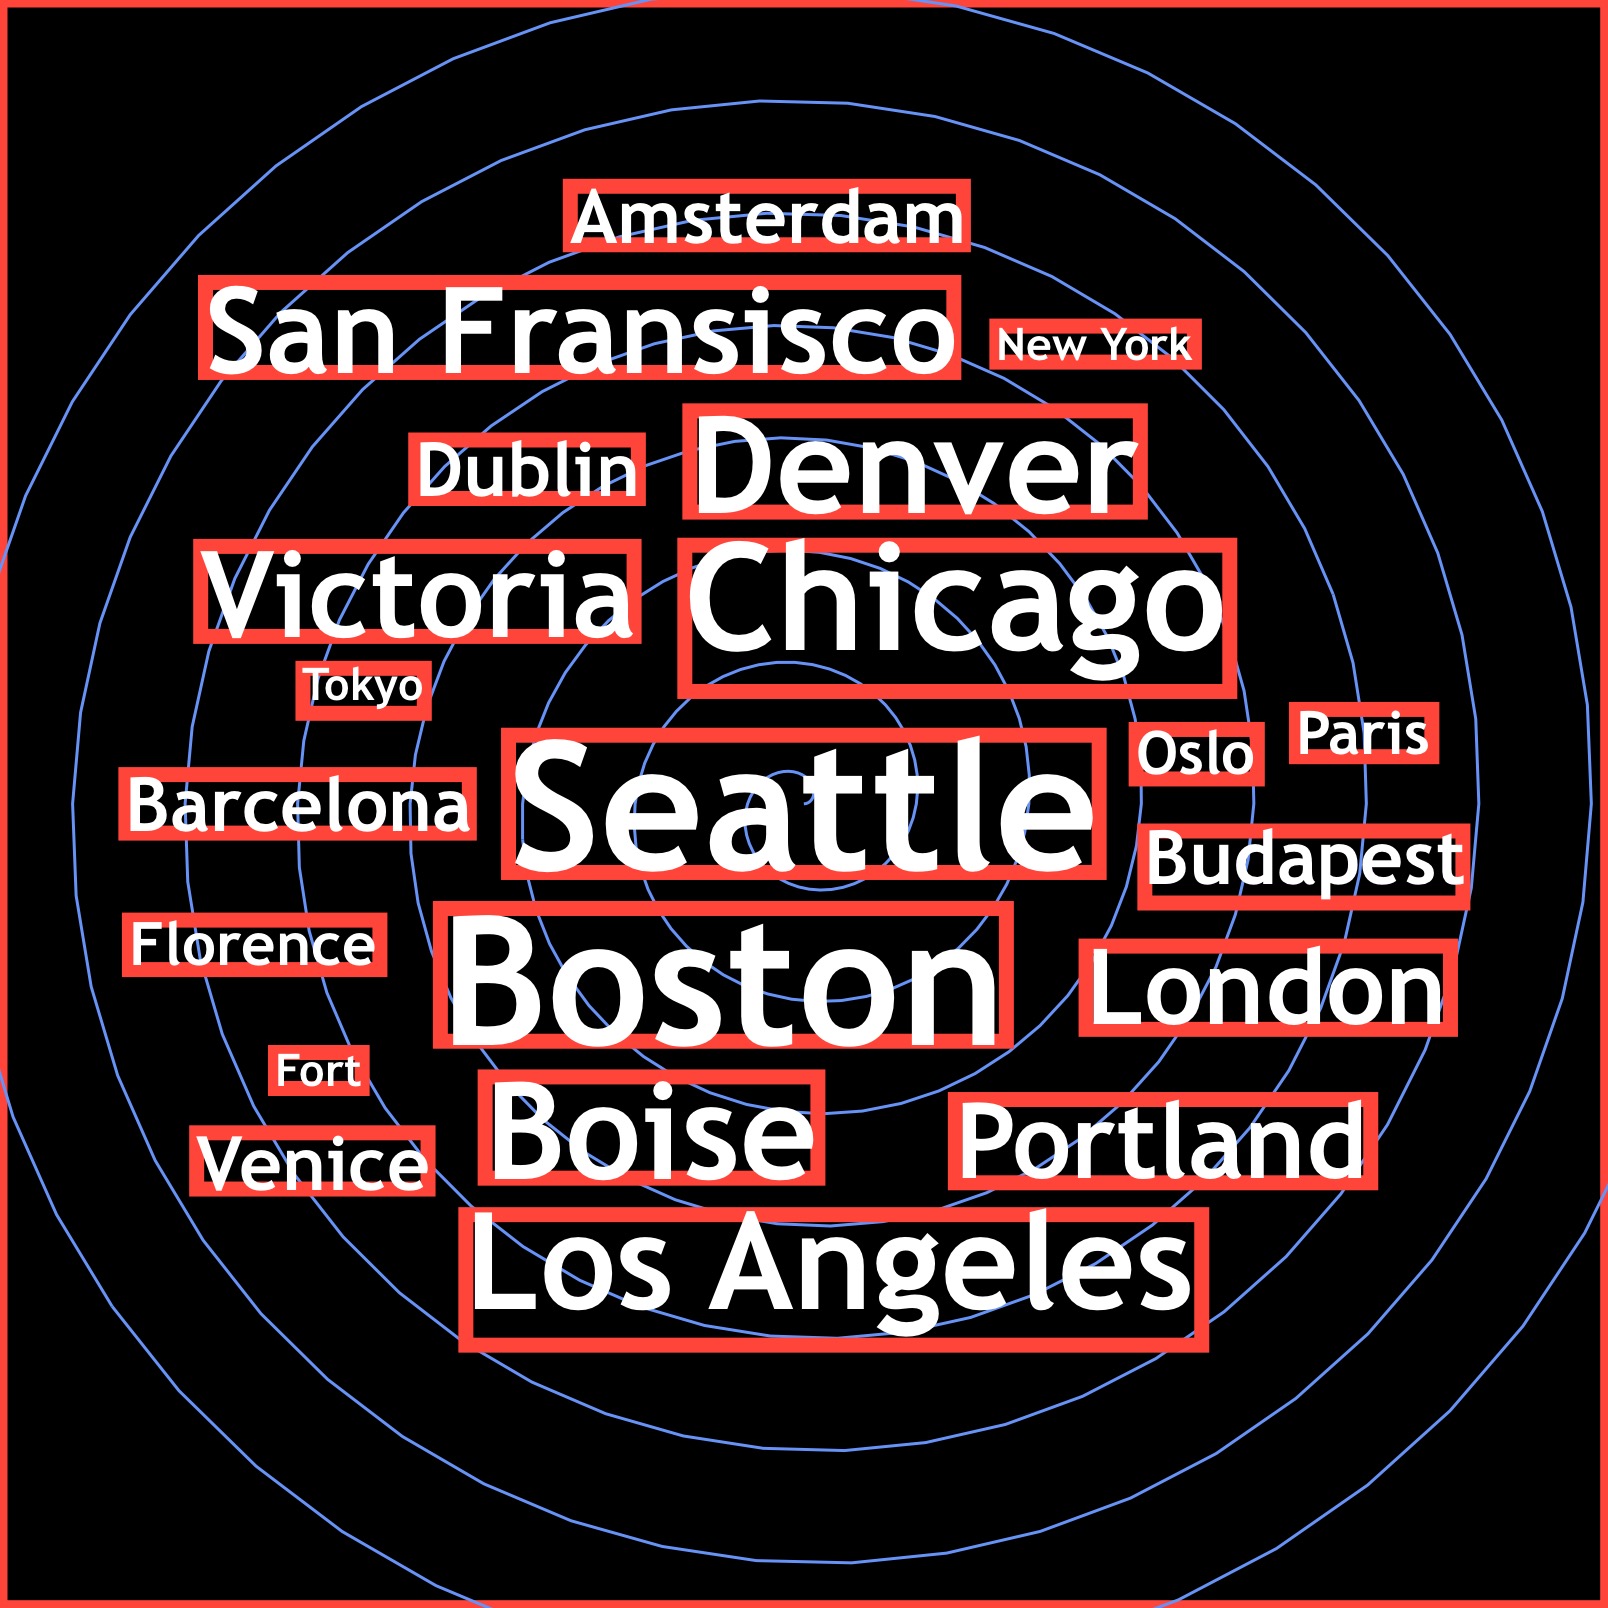 Amsterdam
San Fransisco
New York
Denver
Dublin
Chicago
Victoria
Tokyo
Paris
Oslo
Seattle
Barcelona
Budapest
Florence
Boston
London
Fort
Boise
Portland
Venice
Los Angeles